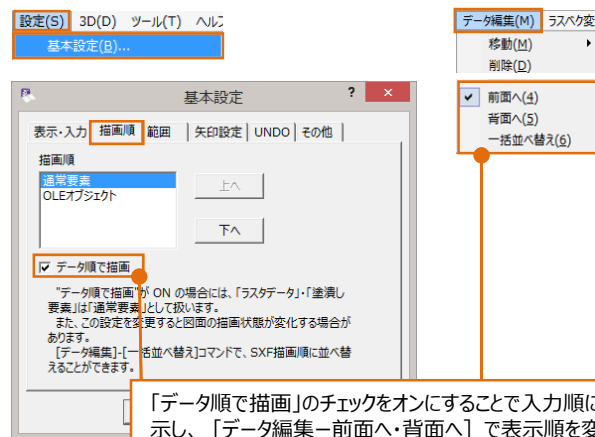 設定(S) 3D(D) ツール(T) ヘル
基本設定(B)...
データ編集(M) ラスベク変
移動(M)
削除(D)
前面へ(4)
背面へ(5)
一括並べ替え(6)
基本設定
表示・入力 描画順 範囲 矢印設定 UNDO その他
描画順
通常要素
OLEオブジェクト
上へ
下へ
データ順で描画
"データ順で描画"が ON の場合には、「ラスタデータ」・「塗潰し
要素」は「通常要素」として扱います。
また、この設定を変更すると図面の描画状態が変化する場合が
あります。
[データ編集]-[一括並べ替え]コマンドで、SXF描画順に並べ替
えることができます。
「データ順で描画」のチェックをオンにすることで入力順に
示し、［データ編集－前面へ・背面へ］で表示順を変